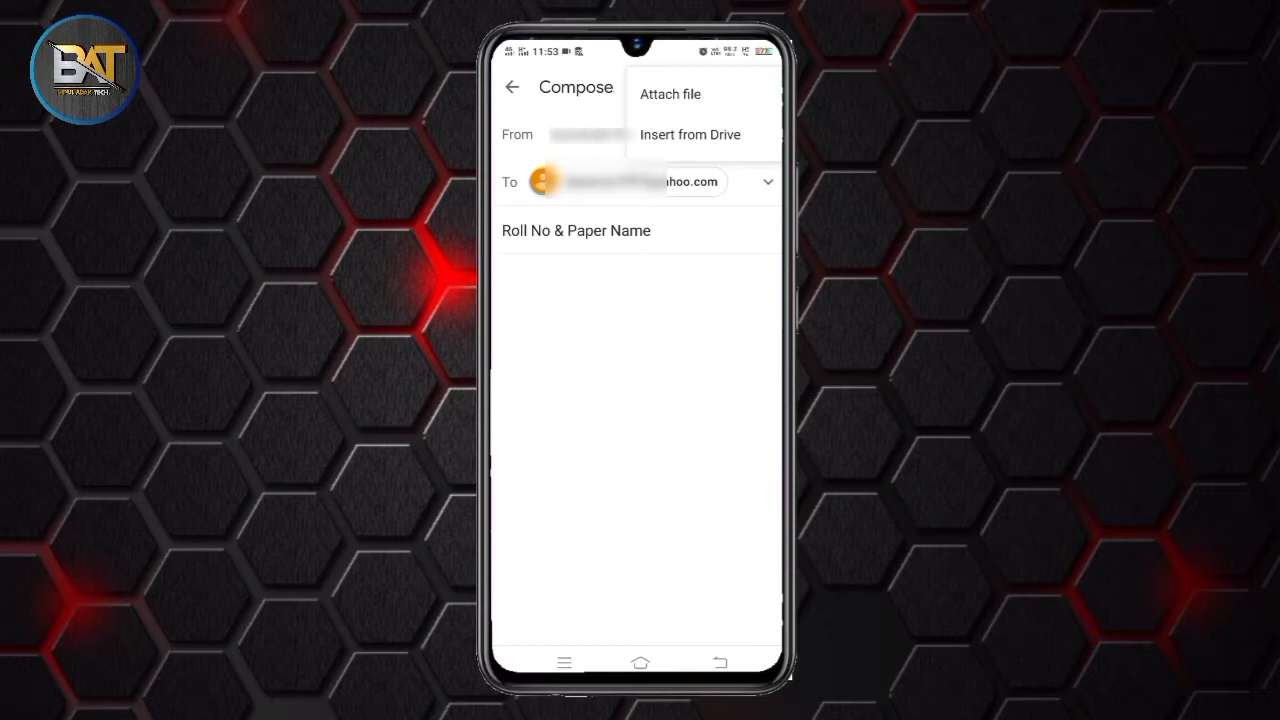 BAT
11:53
Compose
Attach file
From
Insert from Drive
To
ahoo.com
Roll No & Paper Name